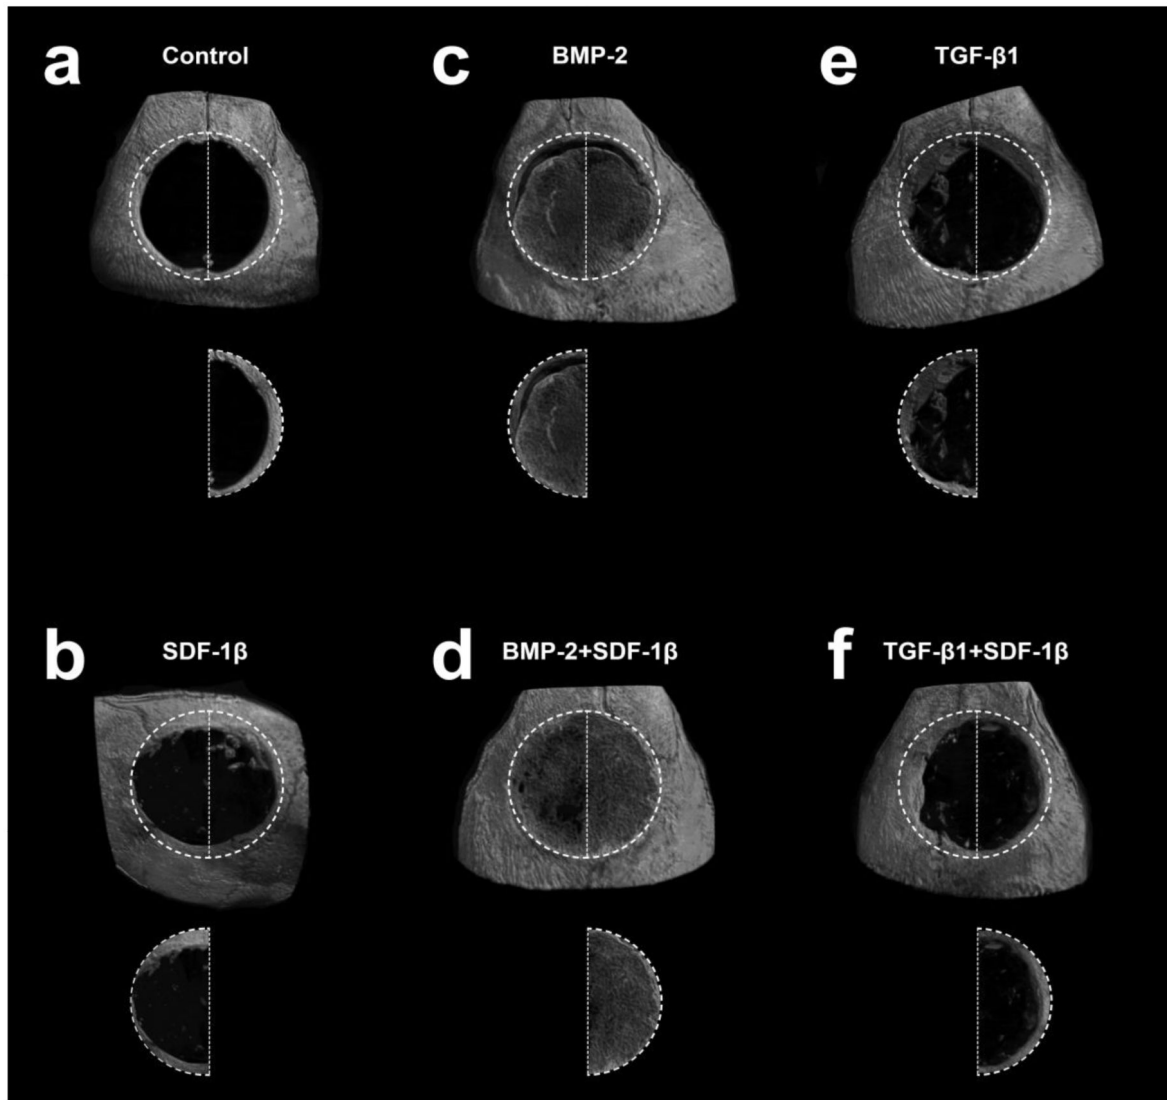 a
Control
c
BMP-2
e
TGF-β1
b
SDF-1β
d
BMP-2+SDF-1β
f
TGF-β1+SDF-1β